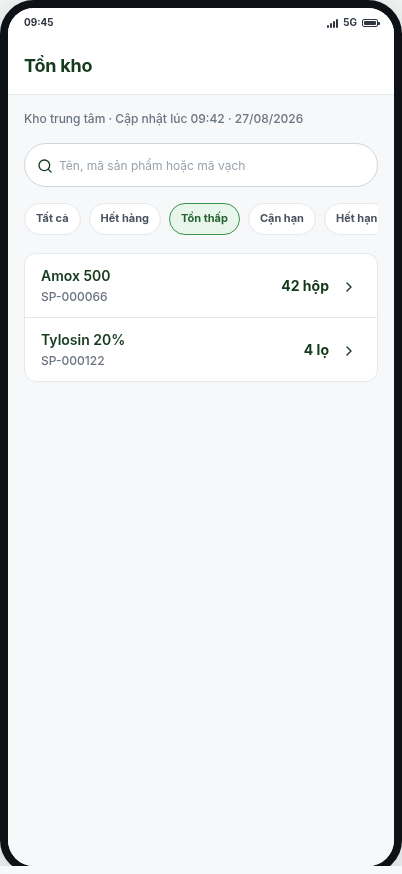 09:45 5G
Tồn kho
Kho trung tâm · Cập nhật lúc 09:42 · 27/08/2026
Tên, mã sản phẩm hoặc mã vạch
Tất cả Hết hàng Tồn thấp Cận hạn Hết hạn
Amox 500
SP-000066
42 hộp
Tylosin 20%
SP-000122
4 lọ